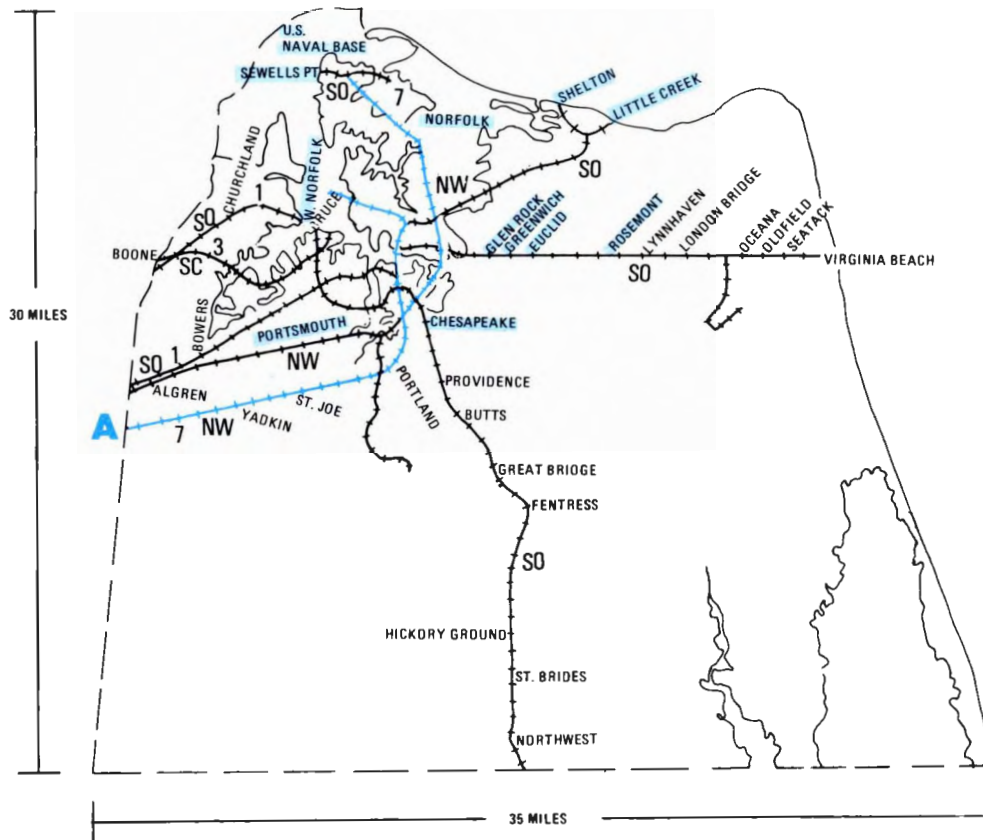 U.S.
NAVAL BASE
SEWELLS PT
SO
7
SHELTON
LITTLE CREEK
NORFOLK
CHURCHLAND
W. NORFOLK
NW
SO
1
SO
BRUCE
GLEN ROCK
GREENWICH
EUCLID
ROSEMONT
LYNNHAVEN
LONDON BRIDGE
OCEANA
OLDFIELD
SEATACK
BOONE
3
SC
SO
VIRGINIA BEACH
30 MILES
BOWERS
PORTSMOUTH
CHESAPEAKE
SO
1
NW
ALGREN
ST. JOE
PORTLAND
PROVIDENCE
A
7
NW
YADKIN
BUTTS
GREAT BRIDGE
FENTRESS
SO
HICKORY GROUND
ST. BRIDES
NORTHWEST
35 MILES